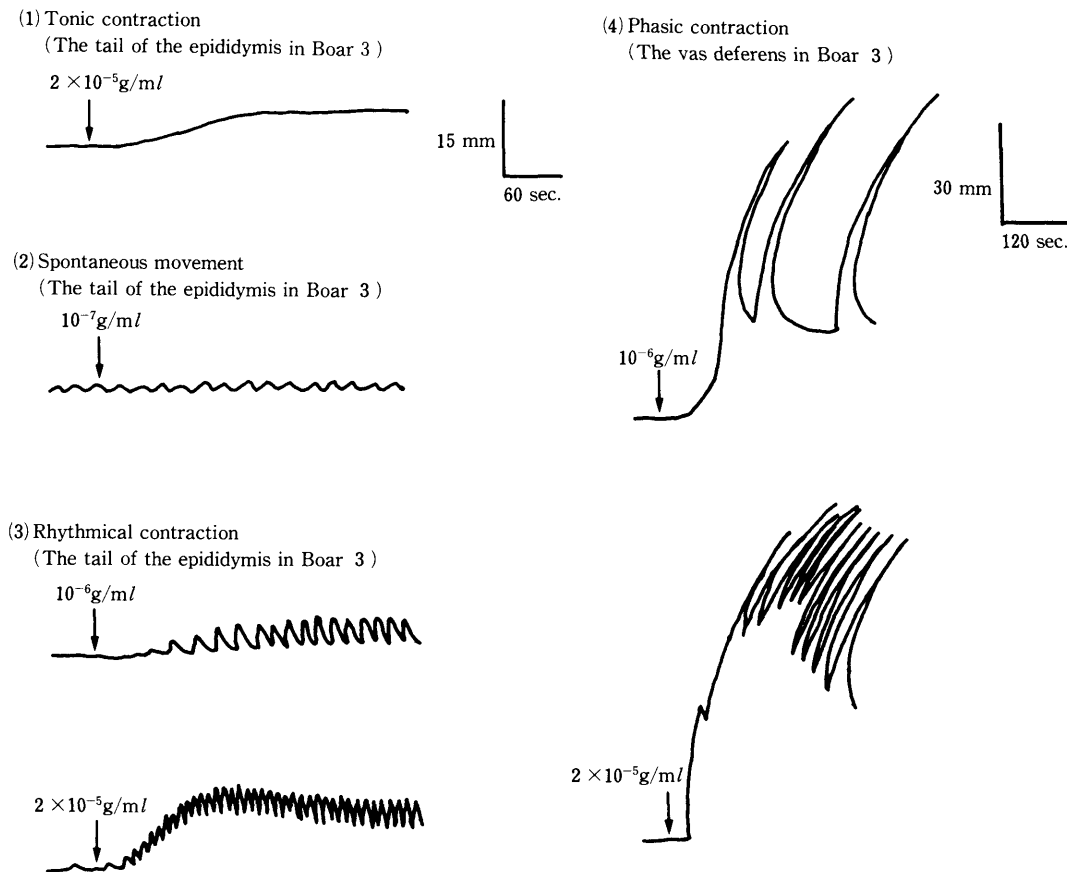 (1) Tonic contraction
(The tail of the epididymis in Boar 3)
2 ×10⁻⁵g/ml
15 mm
60 sec.
(2) Spontaneous movement
(The tail of the epididymis in Boar 3)
10⁻⁷g/ml
(3) Rhythmical contraction
(The tail of the epididymis in Boar 3)
10⁻⁶g/ml
2 ×10⁻⁵g/ml
(4) Phasic contraction
(The vas deferens in Boar 3)
30 mm
120 sec.
10⁻⁶g/ml
2 ×10⁻⁵g/ml